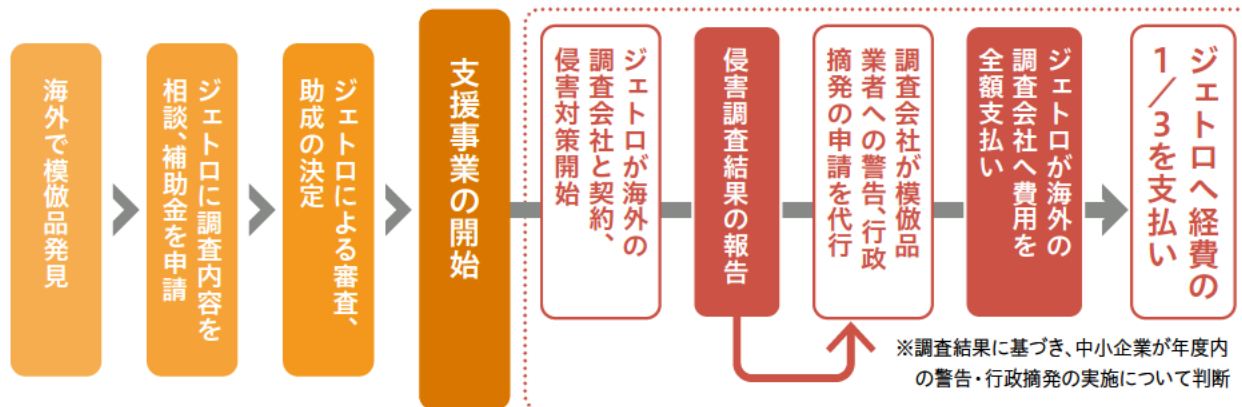 海外で模倣品発見
ジェトロに調査内容を
相談、補助金を申請
ジェトロによる審査、
助成の決定
支援事業の開始
ジェトロが海外の
調査会社と契約、
侵害対策開始
侵害調査結果の報告
調査会社が模倣品
業者への警告、行政
摘発の申請を代行
ジェトロが海外の
調査会社へ費用を
全額支払い
ジェトロへ経費の
1/3を支払い
※調査結果に基づき、中小企業が年度内
の警告・行政摘発の実施について判断